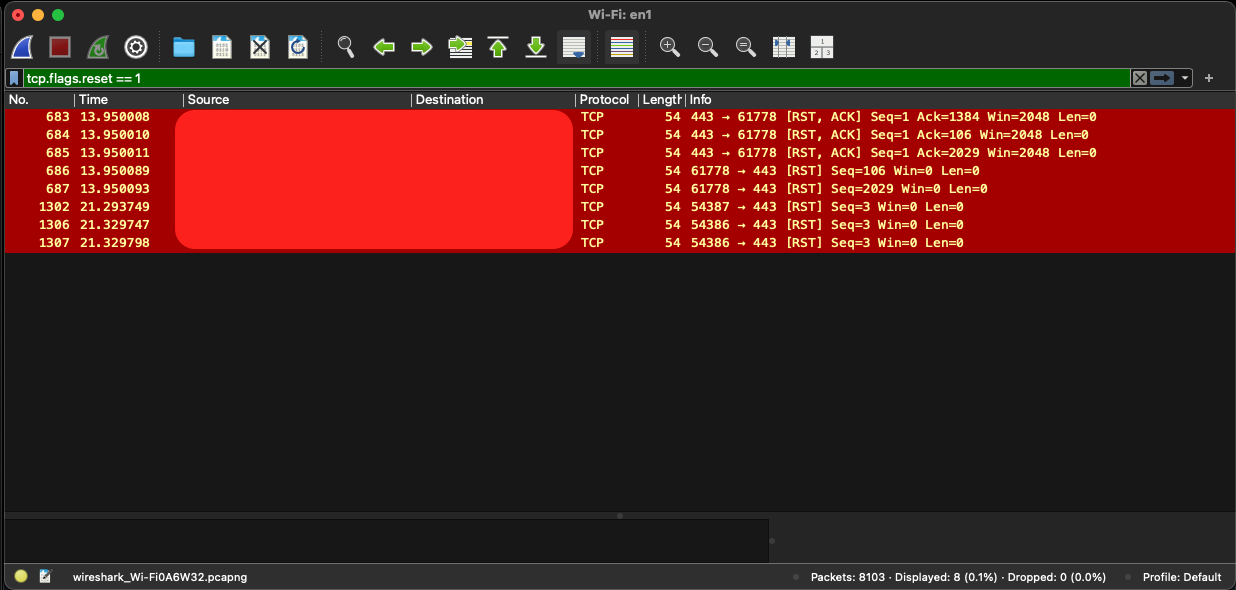 Wi-Fi: en1
tcp.flags.reset == 1
No. Time Source Destination Protocol Length Info
683 13.950008 TCP 54 443 → 61778 [RST, ACK] Seq=1 Ack=1384 Win=2048 Len=0
684 13.950010 TCP 54 443 → 61778 [RST, ACK] Seq=1 Ack=106 Win=2048 Len=0
685 13.950011 TCP 54 443 → 61778 [RST, ACK] Seq=1 Ack=2029 Win=2048 Len=0
686 13.950089 TCP 54 61778 → 443 [RST] Seq=106 Win=0 Len=0
687 13.950093 TCP 54 61778 → 443 [RST] Seq=2029 Win=0 Len=0
1302 21.293749 TCP 54 54387 → 443 [RST] Seq=3 Win=0 Len=0
1306 21.329747 TCP 54 54386 → 443 [RST] Seq=3 Win=0 Len=0
1307 21.329798 TCP 54 54386 → 443 [RST] Seq=3 Win=0 Len=0
wireshark_Wi-Fi0A6W32.pcapng Packets: 8103 · Displayed: 8 (0.1%) · Dropped: 0 (0.0%) Profile: Default